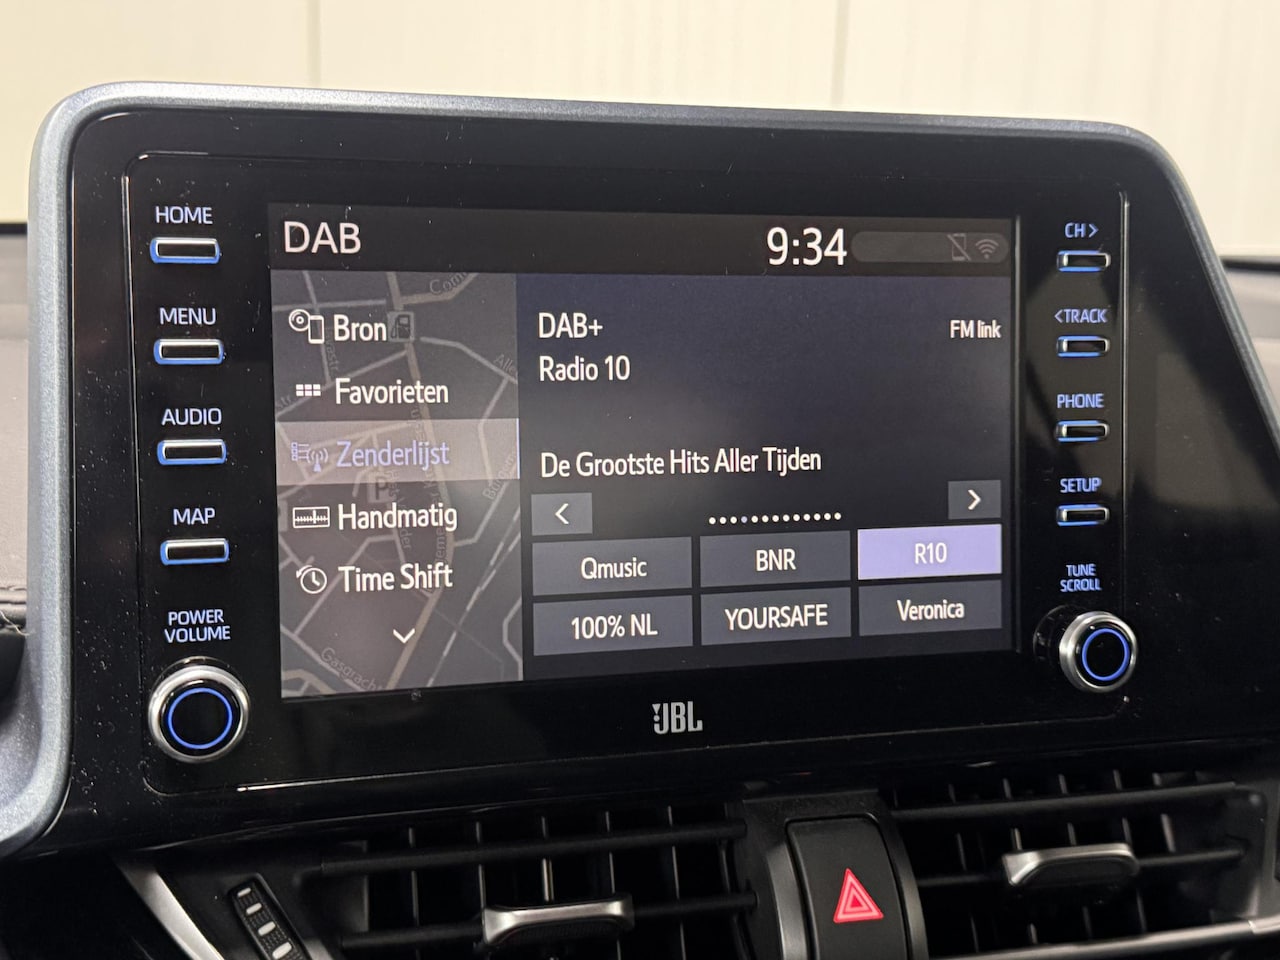 HOME
MENU
AUDIO
MAP
POWER
VOLUME
DAB
9:34
Bron
Favorieten
Zenderlijst
Handmatig
Time Shift
DAB+
FM link
Radio 10
De Grootste Hits Aller Tijden
Qmusic
BNR
R10
100% NL
YOURSAFE
Veronica
JBL
CH>
<TRACK
PHONE
SETUP
TUNE
SCROLL